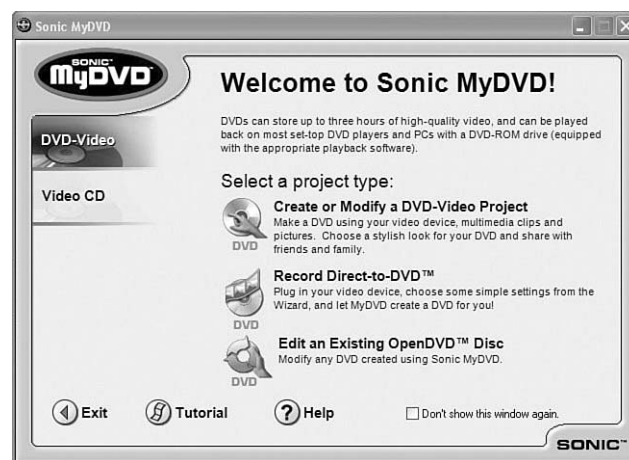 Sonic MyDVD
SONIC™
MyDVD
Welcome to Sonic MyDVD!
DVD-Video
Video CD
DVDs can store up to three hours of high-quality video, and can be played
back on most set-top DVD players and PCs with a DVD-ROM drive (equipped
with the appropriate playback software).
Select a project type:
Create or Modify a DVD-Video Project
Make a DVD using your video device, multimedia clips and
pictures. Choose a stylish look for your DVD and share with
friends and family.
DVD
Record Direct-to-DVD™
Plug in your video device, choose some simple settings from the
Wizard, and let MyDVD create a DVD for you!
DVD
Edit an Existing OpenDVD™ Disc
Modify any DVD created using Sonic MyDVD.
DVD
Exit
Tutorial
? Help
Don't show this window again.
SONIC™